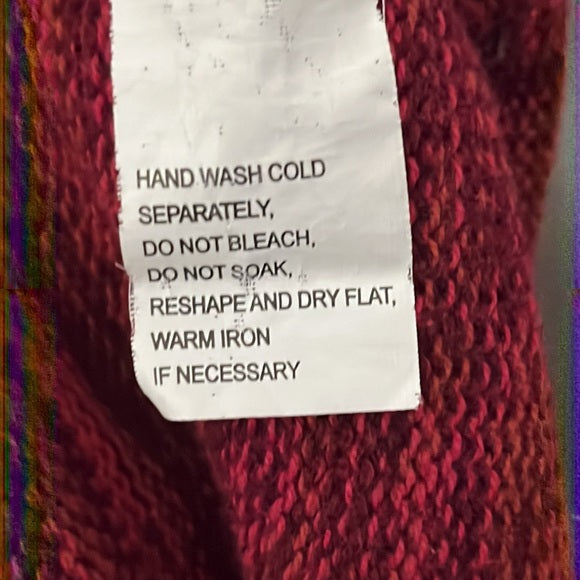 HAND WASH COLD
SEPARATELY,
DO NOT BLEACH,
DO NOT SOAK,
RESHAPE AND DRY FLAT,
WARM IRON
IF NECESSARY